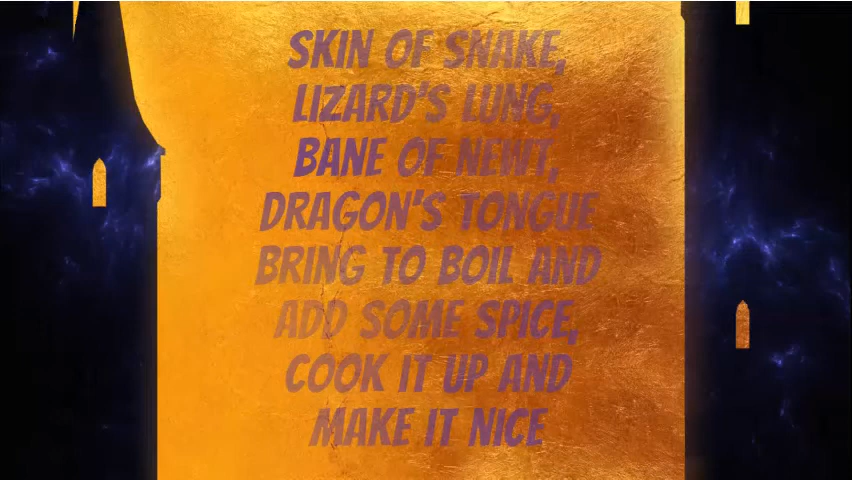 SKIN OF SNAKE,
LIZARD'S LUNG,
BANE OF NEWT,
DRAGON'S TONGUE
BRING TO BOIL AND
ADD SOME SPICE,
COOK IT UP AND
MAKE IT NICE